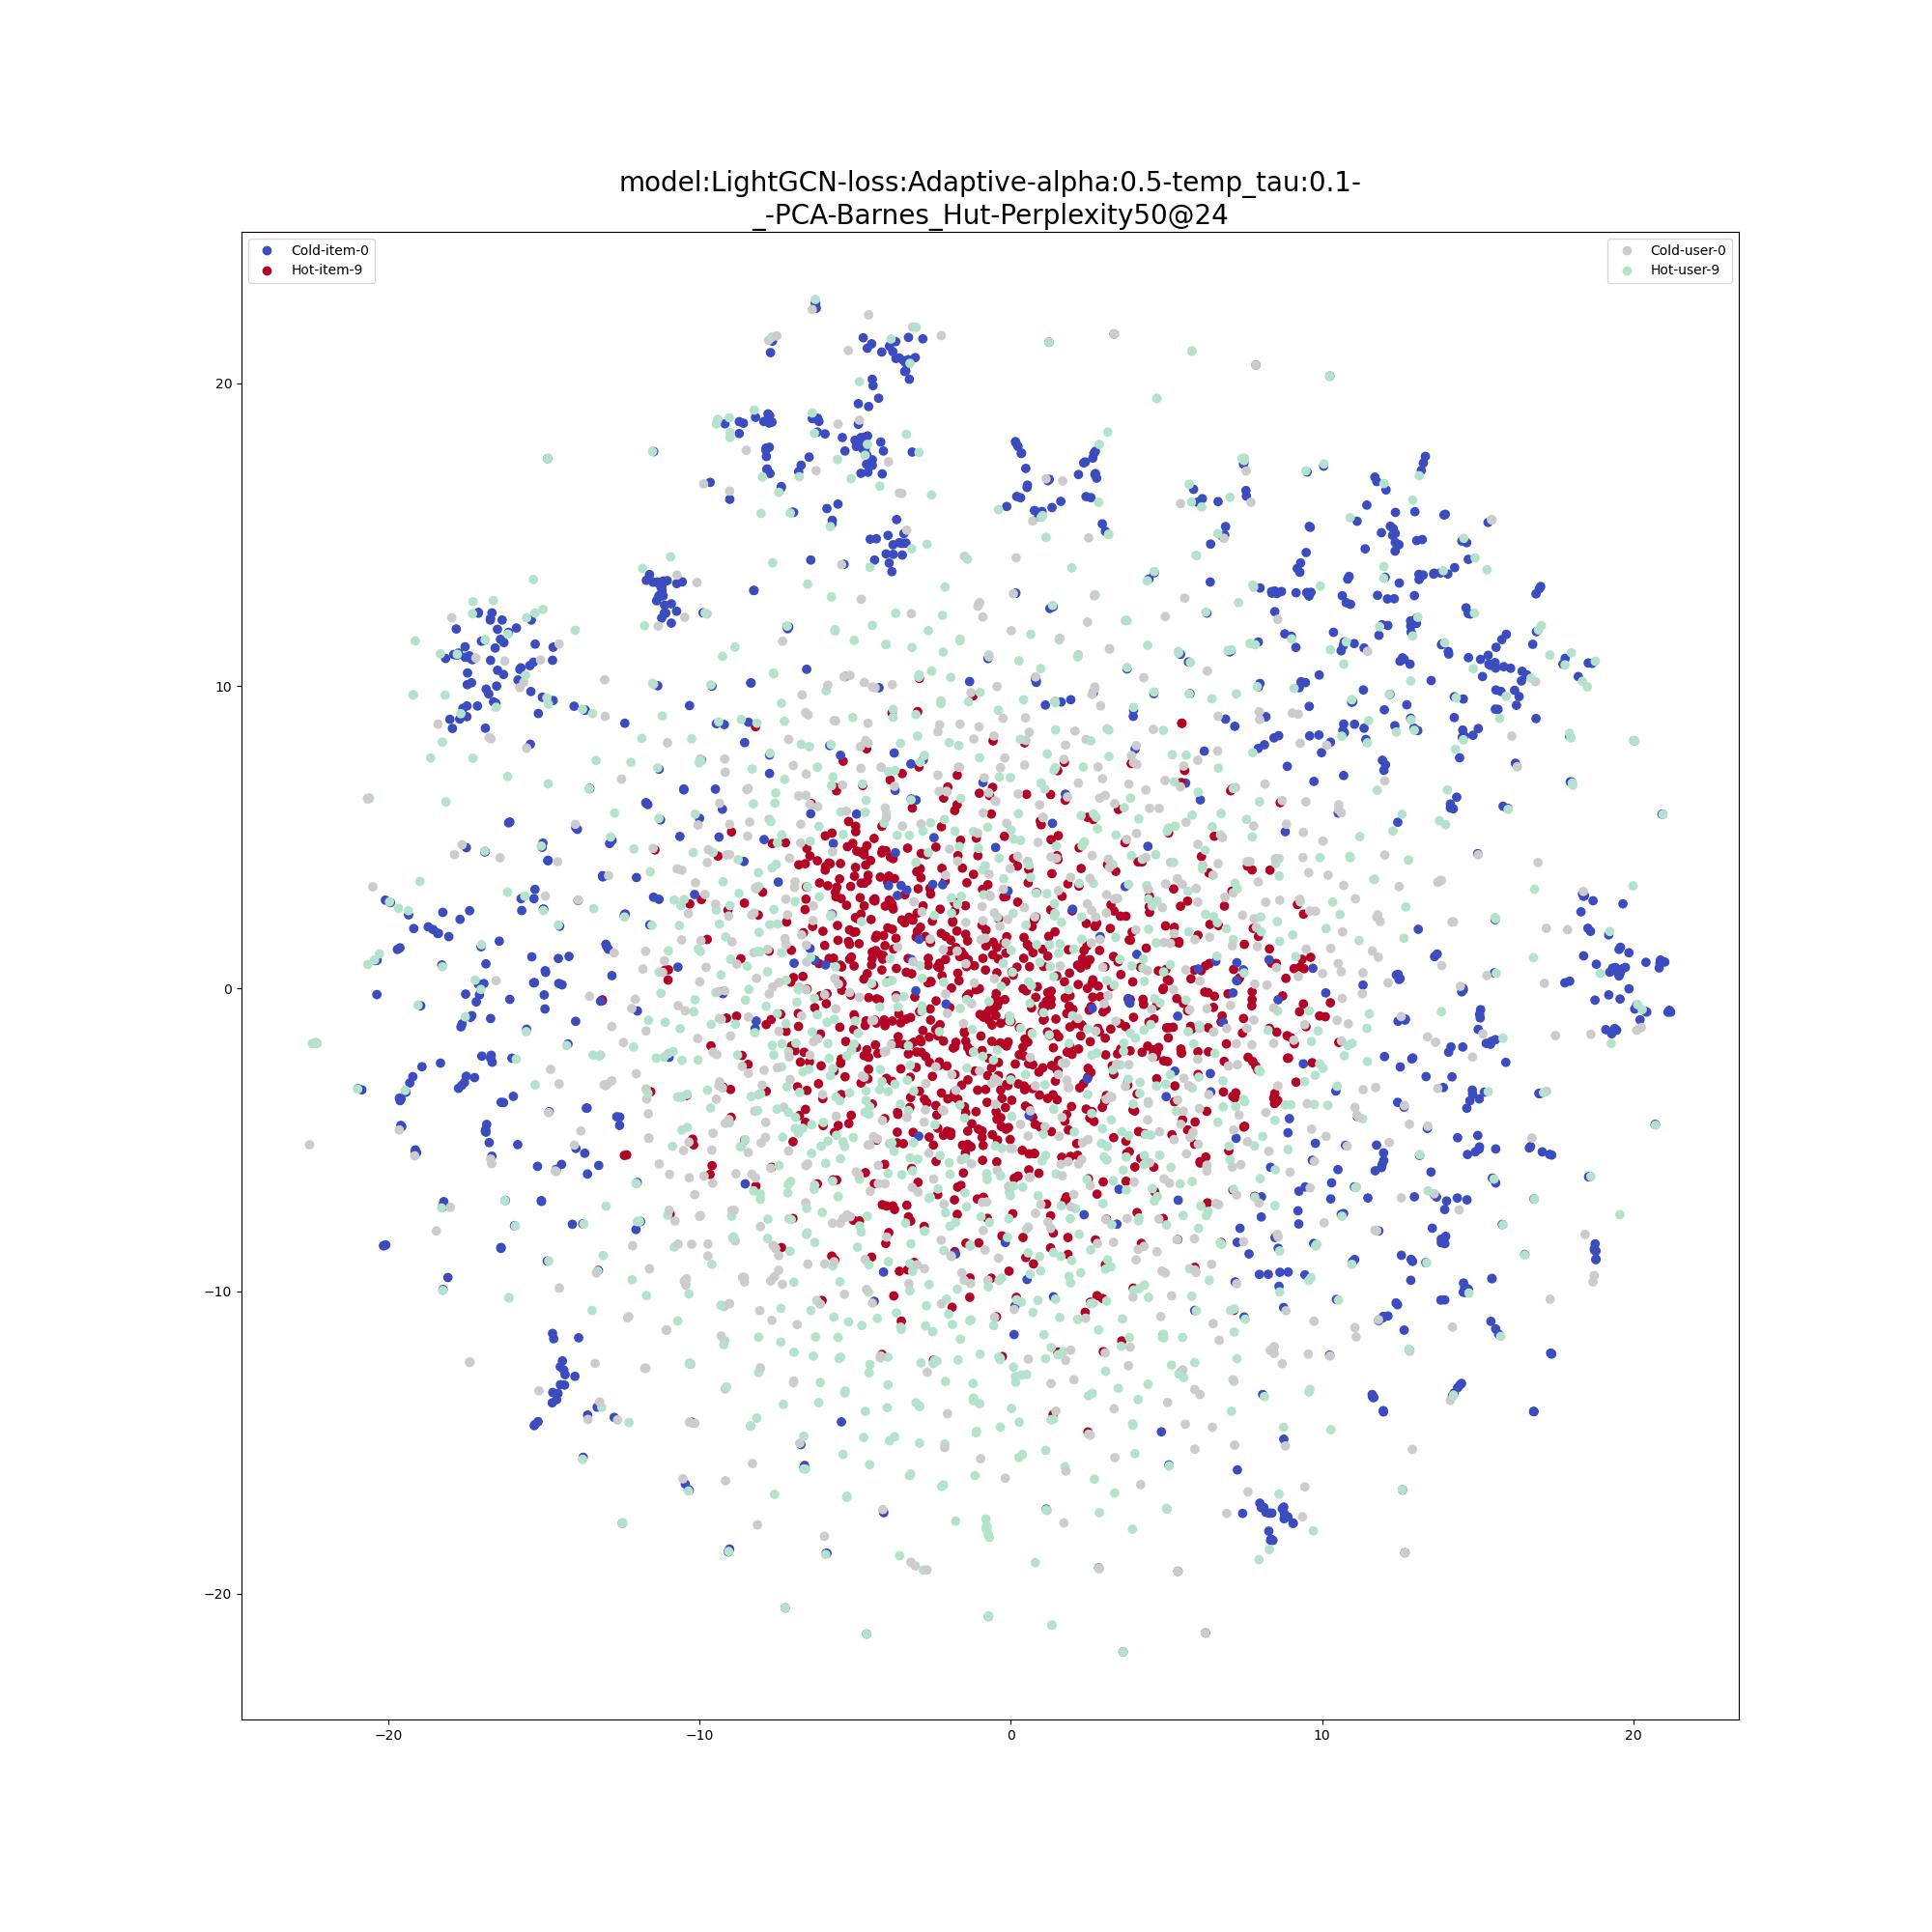 model:LightGCN-loss:Adaptive-alpha:0.5-temp_tau:0.1-
_-PCA-Barnes_Hut-Perplexity50@24
Cold-item-0
Hot-item-9
Cold-user-0
Hot-user-9
20
10
0
−10
−20
−20
−10
0
10
20